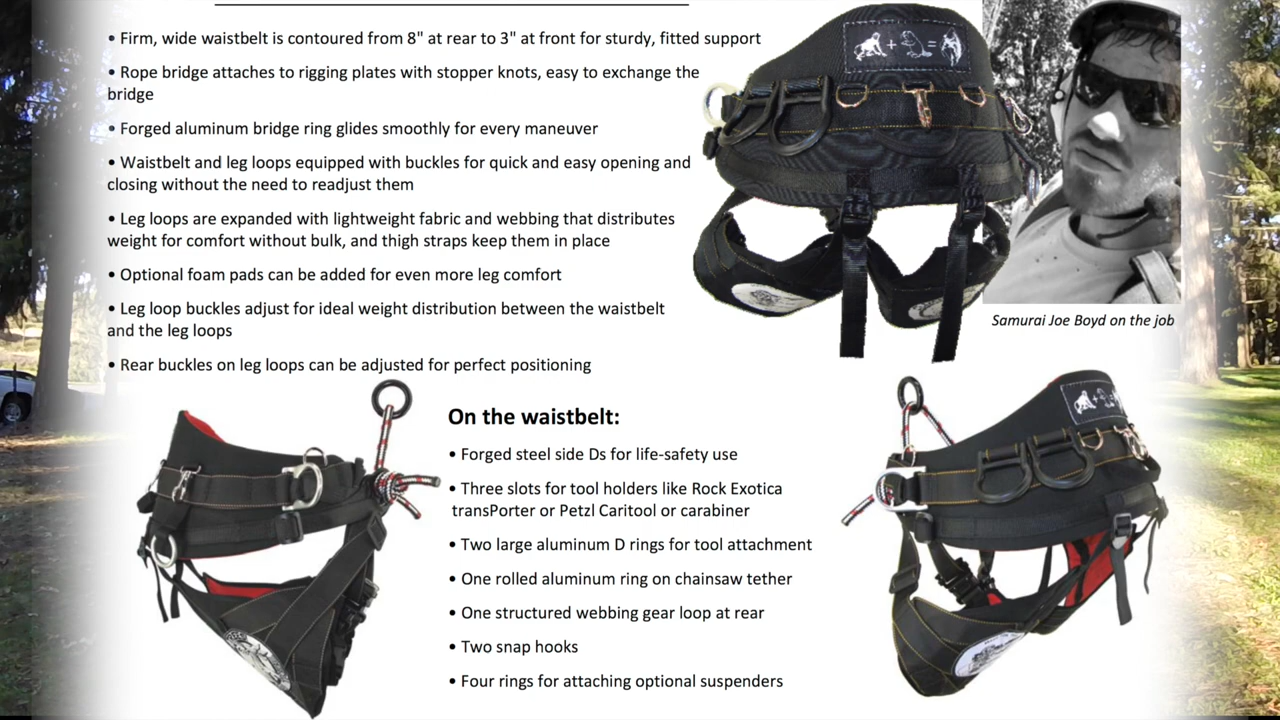 • Firm, wide waistbelt is contoured from 8" at rear to 3" at front for sturdy, fitted support
• Rope bridge attaches to rigging plates with stopper knots, easy to exchange the
bridge
• Forged aluminum bridge ring glides smoothly for every maneuver
• Waistbelt and leg loops equipped with buckles for quick and easy opening and
closing without the need to readjust them
• Leg loops are expanded with lightweight fabric and webbing that distributes
weight for comfort without bulk, and thigh straps keep them in place
• Optional foam pads can be added for even more leg comfort
• Leg loop buckles adjust for ideal weight distribution between the waistbelt
and the leg loops
• Rear buckles on leg loops can be adjusted for perfect positioning
Samurai Joe Boyd on the job
On the waistbelt:
• Forged steel side Ds for life-safety use
• Three slots for tool holders like Rock Exotica
transPorter or Petzl Caritool or carabiner
• Two large aluminum D rings for tool attachment
• One rolled aluminum ring on chainsaw tether
• One structured webbing gear loop at rear
• Two snap hooks
• Four rings for attaching optional suspenders